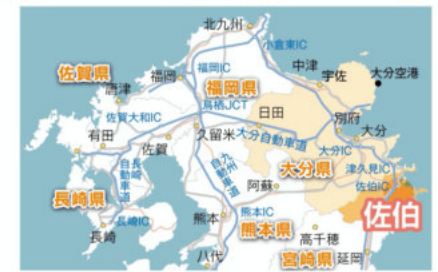 北九州
小倉東IC
佐賀県
福岡IC
中津
宇佐
大分空港
唐津
福岡
福岡県
鳥栖JCT
日田
別府
佐賀大和IC
有田
佐賀
久留米
大分自動車道
大分
大分IC
津久見IC
長崎自動車道
九州自動車道
大分県
佐伯IC
阿蘇
長崎県
佐伯
長崎IC
熊本
熊本IC
長崎
熊本県
高千穂
八代
宮崎県
延岡